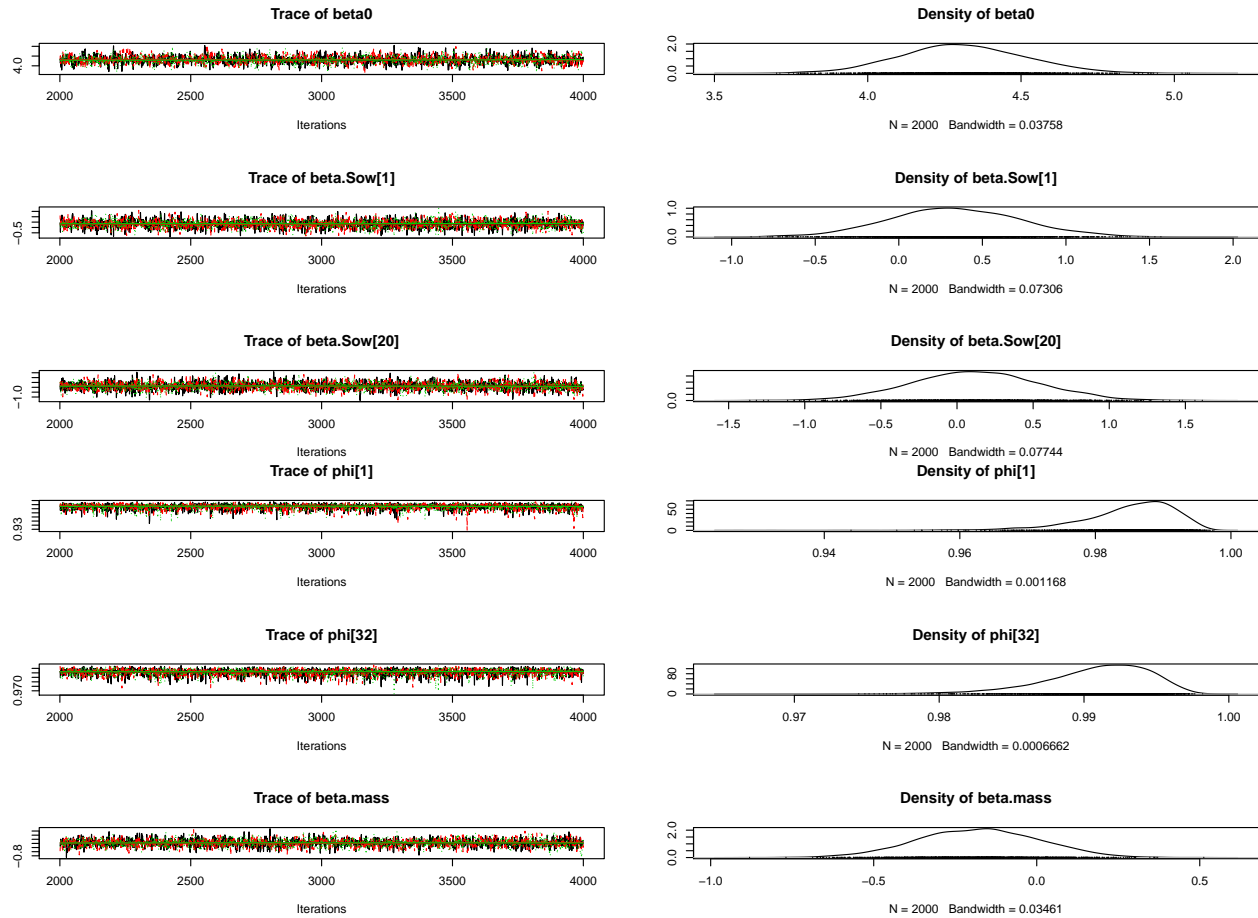 Trace of beta0
4.0
2000 2500 3000 3500 4000
Iterations
Density of beta0
0.0 2.0
3.5 4.0 4.5 5.0
N = 2000 Bandwidth = 0.03758
Trace of beta.Sow[1]
−0.5
2000 2500 3000 3500 4000
Iterations
Density of beta.Sow[1]
0.0 1.0
−1.0 −0.5 0.0 0.5 1.0 1.5 2.0
N = 2000 Bandwidth = 0.07306
Trace of beta.Sow[20]
−1.0
2000 2500 3000 3500 4000
Iterations
Density of beta.Sow[20]
0.0
−1.5 −1.0 −0.5 0.0 0.5 1.0 1.5
N = 2000 Bandwidth = 0.07744
Trace of phi[1]
0.93
2000 2500 3000 3500 4000
Iterations
Density of phi[1]
0 50
0.94 0.96 0.98 1.00
N = 2000 Bandwidth = 0.001168
Trace of phi[32]
0.970
2000 2500 3000 3500 4000
Iterations
Density of phi[32]
0 80
0.97 0.98 0.99 1.00
N = 2000 Bandwidth = 0.0006662
Trace of beta.mass
−0.8
2000 2500 3000 3500 4000
Iterations
Density of beta.mass
0.0 2.0
−1.0 −0.5 0.0 0.5
N = 2000 Bandwidth = 0.03461